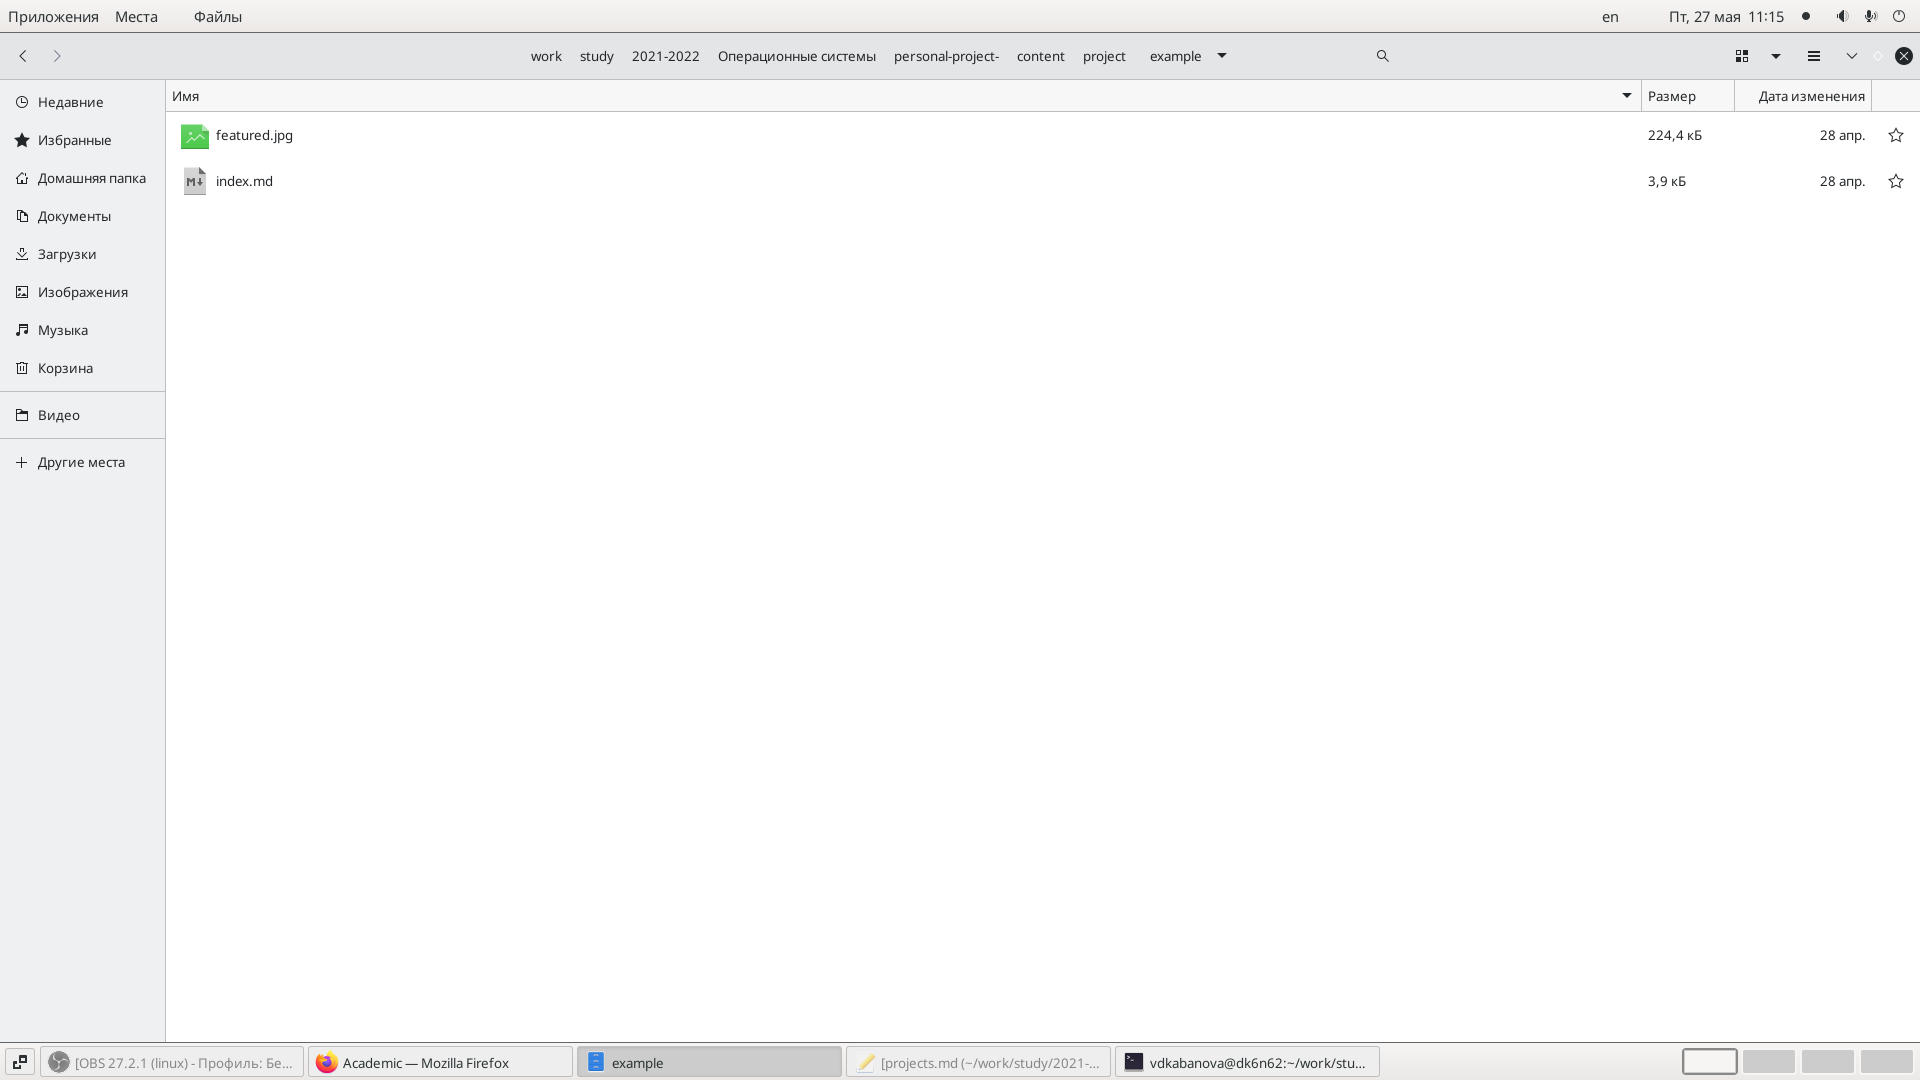 Приложения Места Файлы en Пт, 27 мая 11:15
work study 2021-2022 Операционные системы personal-project- content project example
Имя Размер Дата изменения
Недавние
Избранные
Домашняя папка
Документы
Загрузки
Изображения
Музыка
Корзина
Видео
Другие места
featured.jpg 224,4 кБ 28 апр.
index.md 3,9 кБ 28 апр.
[OBS 27.2.1 (linux) - Профиль: Бе... Academic — Mozilla Firefox example [projects.md (~/work/study/2021-... vdkabanova@dk6n62:~/work/stu...